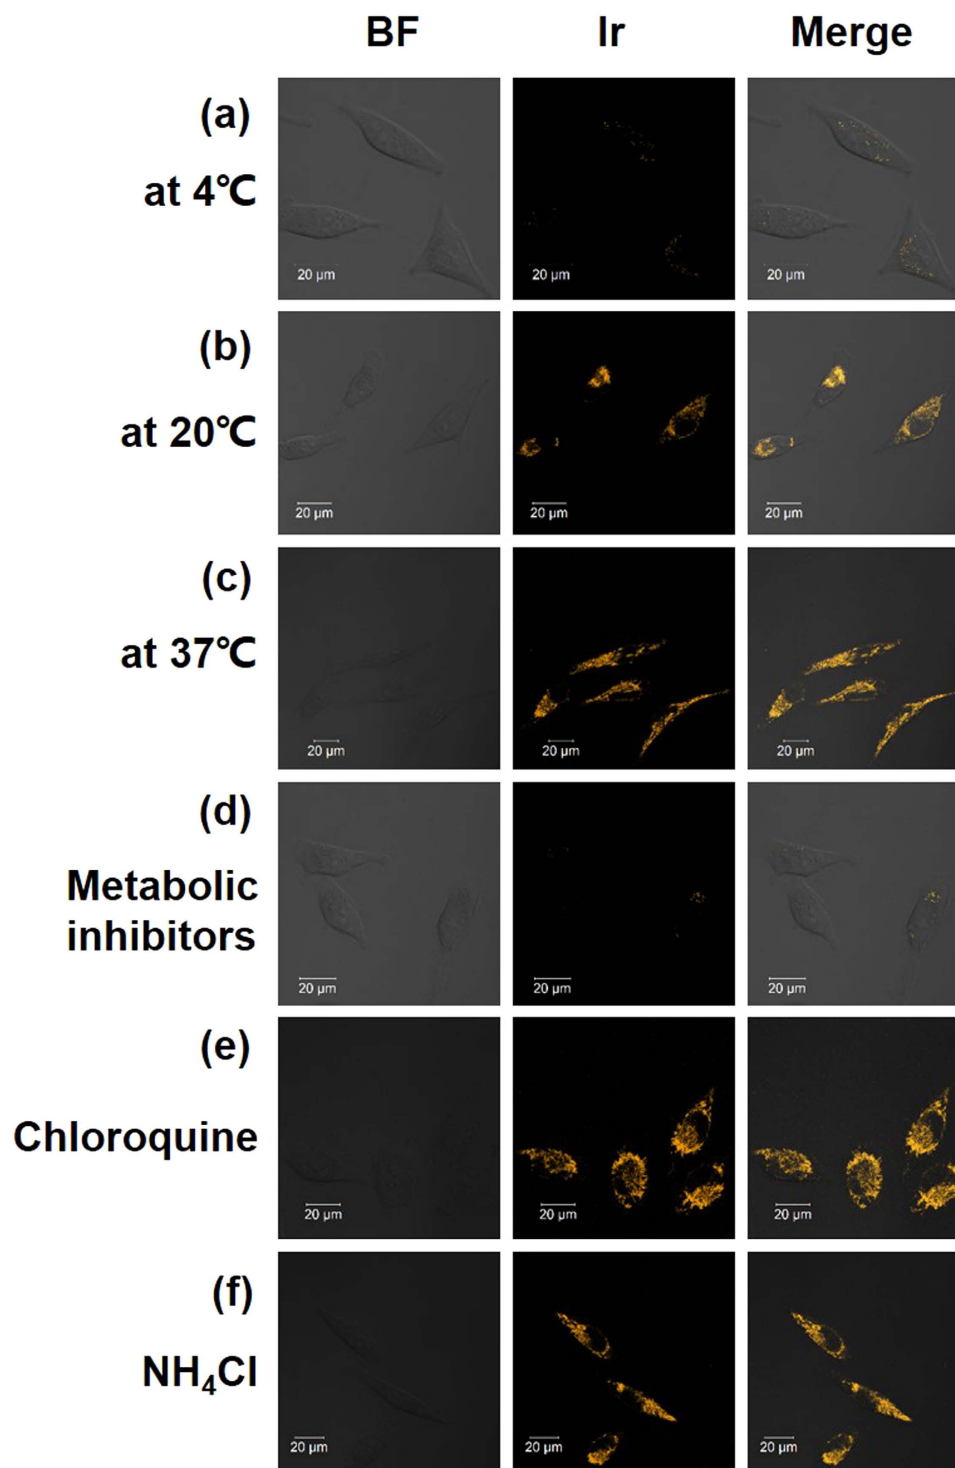 BF Ir Merge
(a)
at 4℃
20 µm 20 µm 20 µm
(b)
at 20℃
20 µm 20 µm 20 µm
(c)
at 37℃
20 µm 20 µm 20 µm
(d)
Metabolic
inhibitors
20 µm 20 µm 20 µm
(e)
Chloroquine
20 µm 20 µm 20 µm
(f)
NH₄Cl
20 µm 20 µm 20 µm